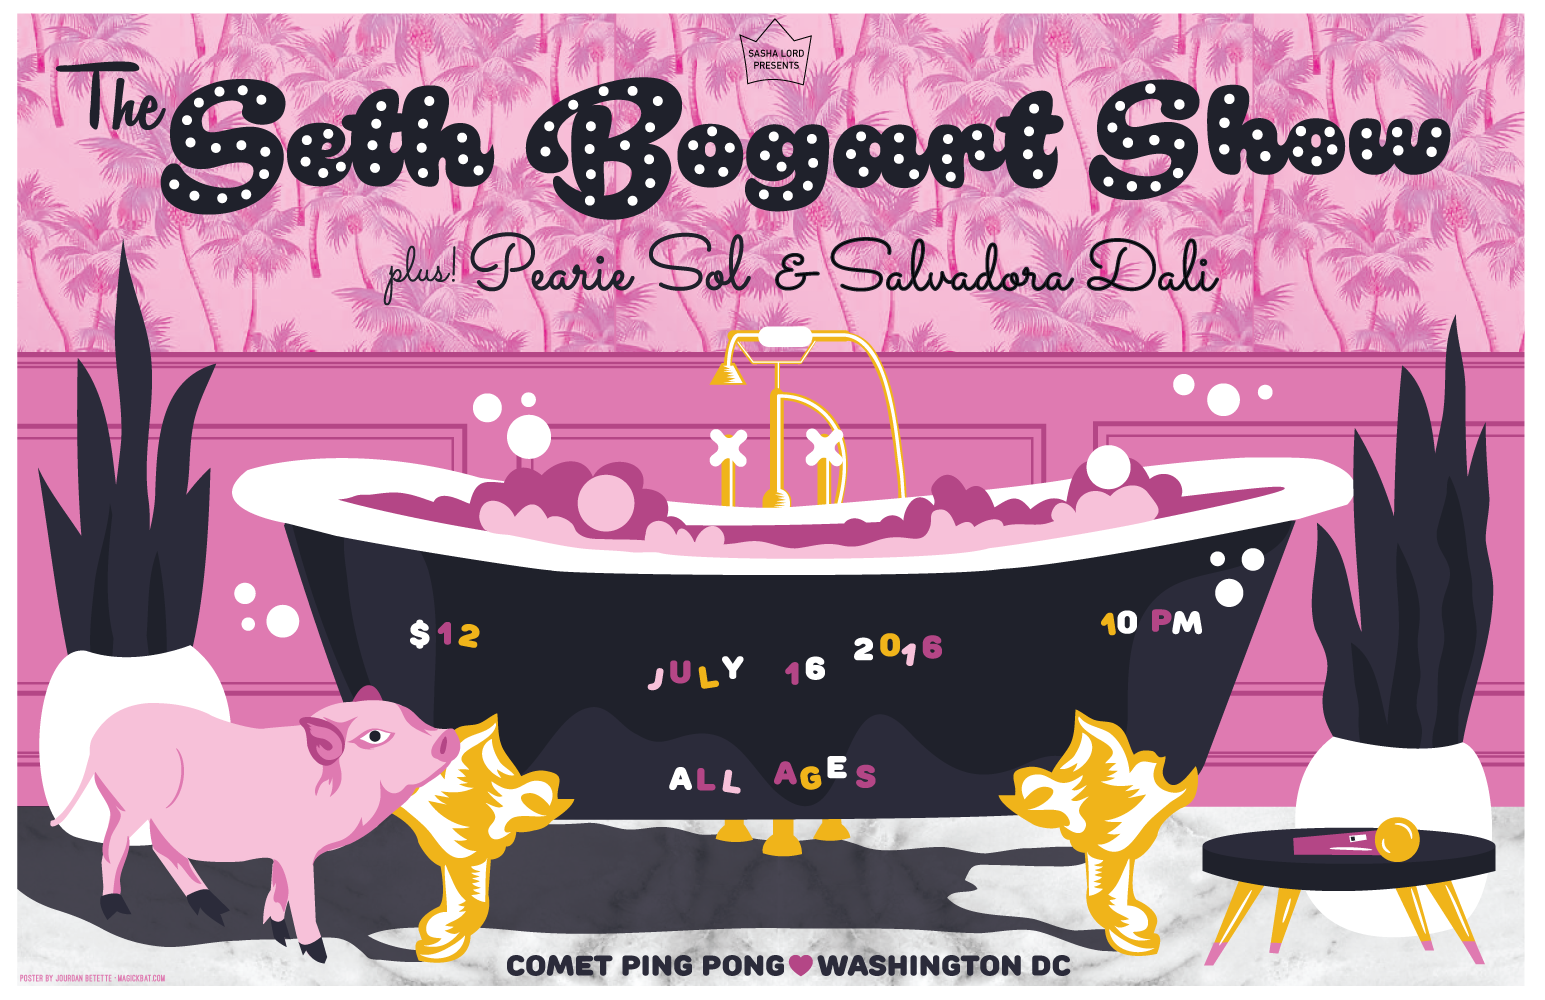 SASHA LORD
PRESENTS
The Seth Bogart Show
plus! Pearie Sol & Salvadora Dali
$12
JULY 16 2016
10 PM
ALL AGES
COMET PING PONG♥WASHINGTON DC
POSTER BY JOURDAN BETETTE - MAGICKBAT.COM